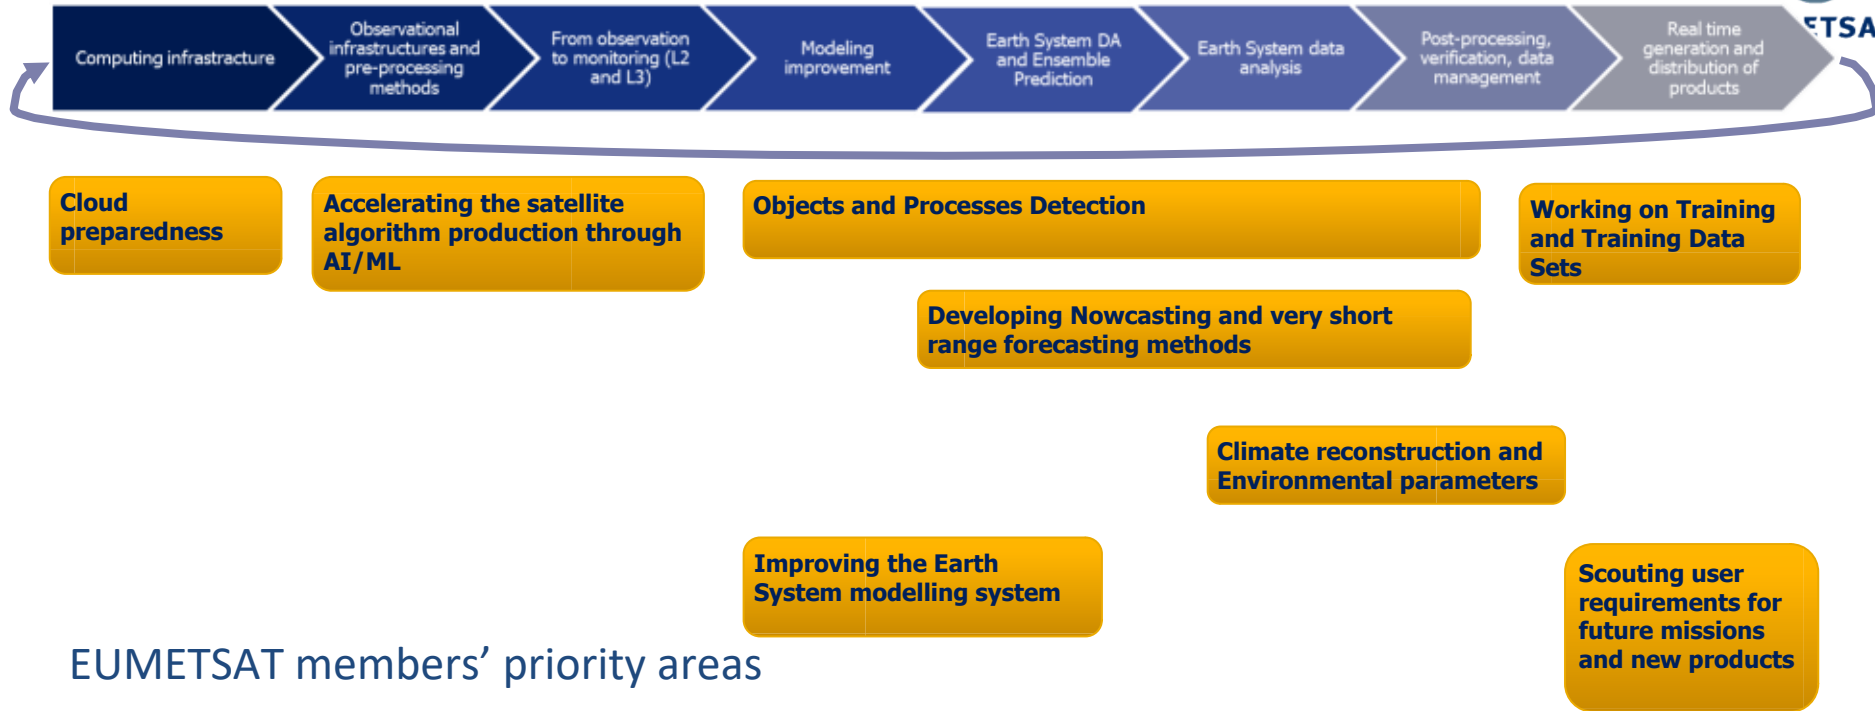 Computing infrastracture
Observational
infrastructures and
pre-processing
methods
From observation
to monitoring (L2
and L3)
Modeling
improvement
Earth System DA
and Ensemble
Prediction
Earth System data
analysis
Post-processing,
verification, data
management
Real time
generation and
distribution of
products
ETSA
Cloud
preparedness
Accelerating the satellite
algorithm production through
AI/ML
Objects and Processes Detection
Working on Training
and Training Data
Sets
Developing Nowcasting and very short
range forecasting methods
Climate reconstruction and
Environmental parameters
Improving the Earth
System modelling system
Scouting user
requirements for
future missions
and new products
EUMETSAT members’ priority areas